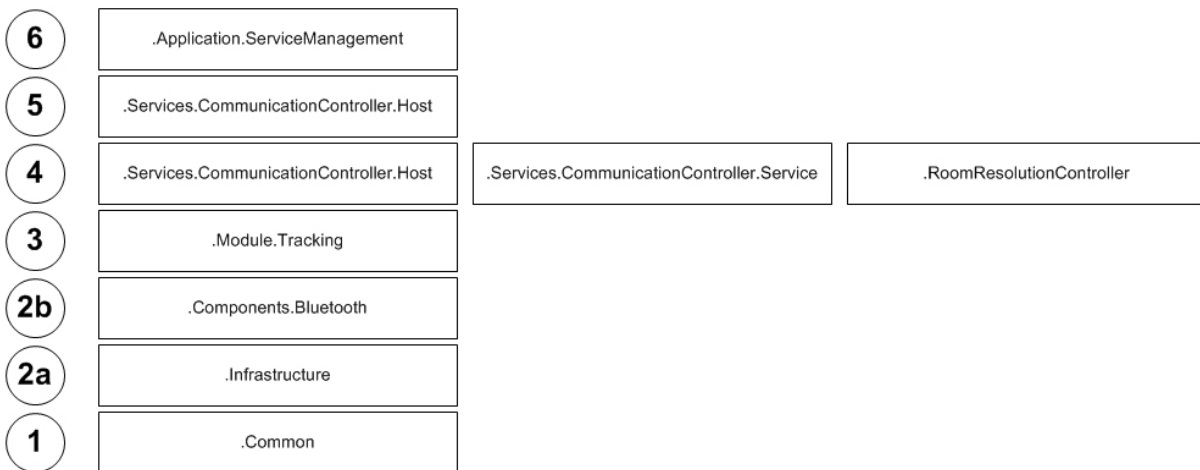 6
.Application.ServiceManagement
5
.Services.CommunicationController.Host
4
.Services.CommunicationController.Host
.Services.CommunicationController.Service
.RoomResolutionController
3
.Module.Tracking
2b
.Components.Bluetooth
2a
.Infrastructure
1
.Common